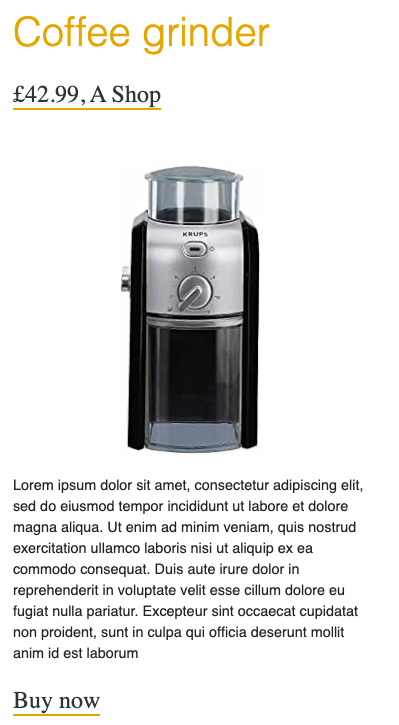 Coffee grinder
£42.99, A Shop
KRUPS
Lorem ipsum dolor sit amet, consectetur adipiscing elit,
sed do eiusmod tempor incididunt ut labore et dolore
magna aliqua. Ut enim ad minim veniam, quis nostrud
exercitation ullamco laboris nisi ut aliquip ex ea
commodo consequat. Duis aute irure dolor in
reprehenderit in voluptate velit esse cillum dolore eu
fugiat nulla pariatur. Excepteur sint occaecat cupidatat
non proident, sunt in culpa qui officia deserunt mollit
anim id est laborum
Buy now